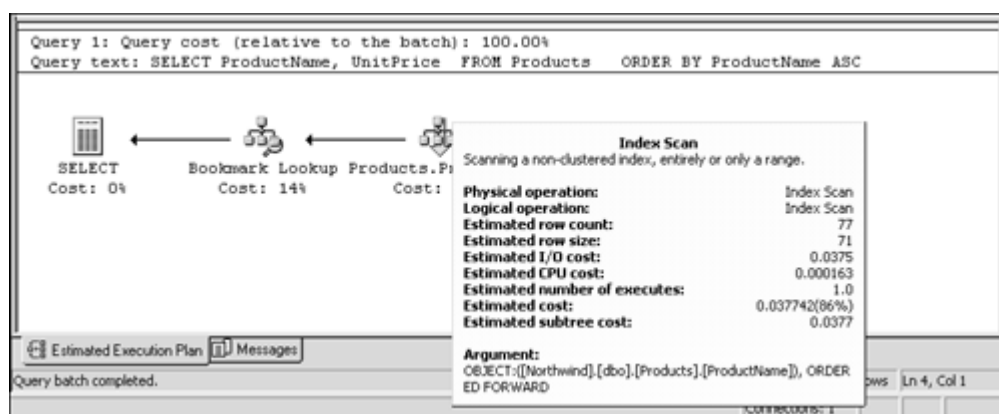 Query 1: Query cost (relative to the batch): 100.00%
Query text: SELECT ProductName, UnitPrice FROM Products ORDER BY ProductName ASC
SELECT
Cost: 0%
Bookmark Lookup
Cost: 14%
Cost:
Index Scan
Scanning a non-clustered index, entirely or only a range.
Physical operation: Index Scan
Logical operation: Index Scan
Estimated row count: 77
Estimated row size: 71
Estimated I/O cost: 0.0375
Estimated CPU cost: 0.000163
Estimated number of executes: 1.0
Estimated cost: 0.037742(86%)
Estimated subtree cost: 0.0377
Argument:
OBJECT:([Northwind].[dbo].[Products].[ProductName]), ORDER
ED FORWARD
Estimated Execution Plan Messages
Query batch completed. Ln 4, Col 1
Connections: 1